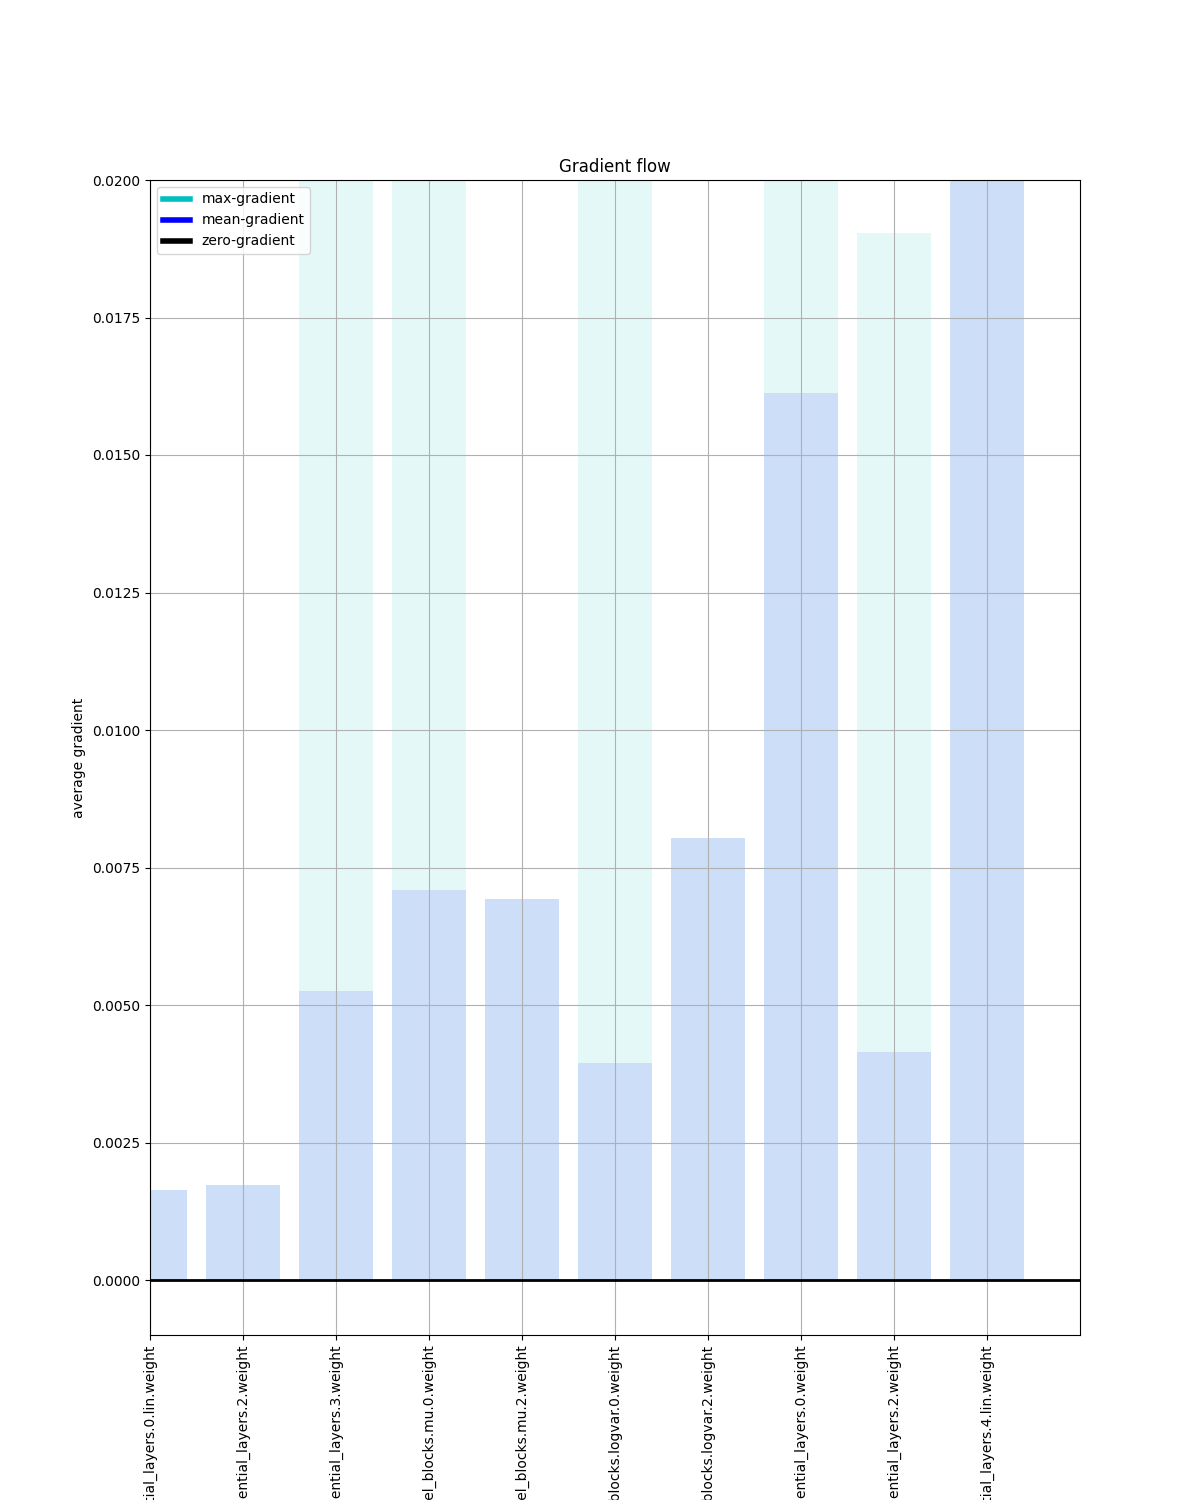 Gradient flow
max-gradient
mean-gradient
zero-gradient
average gradient
0.0200
0.0175
0.0150
0.0125
0.0100
0.0075
0.0050
0.0025
0.0000
tial_layers.0.lin.weight
ential_layers.2.weight
ential_layers.3.weight
el_blocks.mu.0.weight
el_blocks.mu.2.weight
blocks.logvar.0.weight
blocks.logvar.2.weight
ential_layers.0.weight
ential_layers.2.weight
tial_layers.4.lin.weight